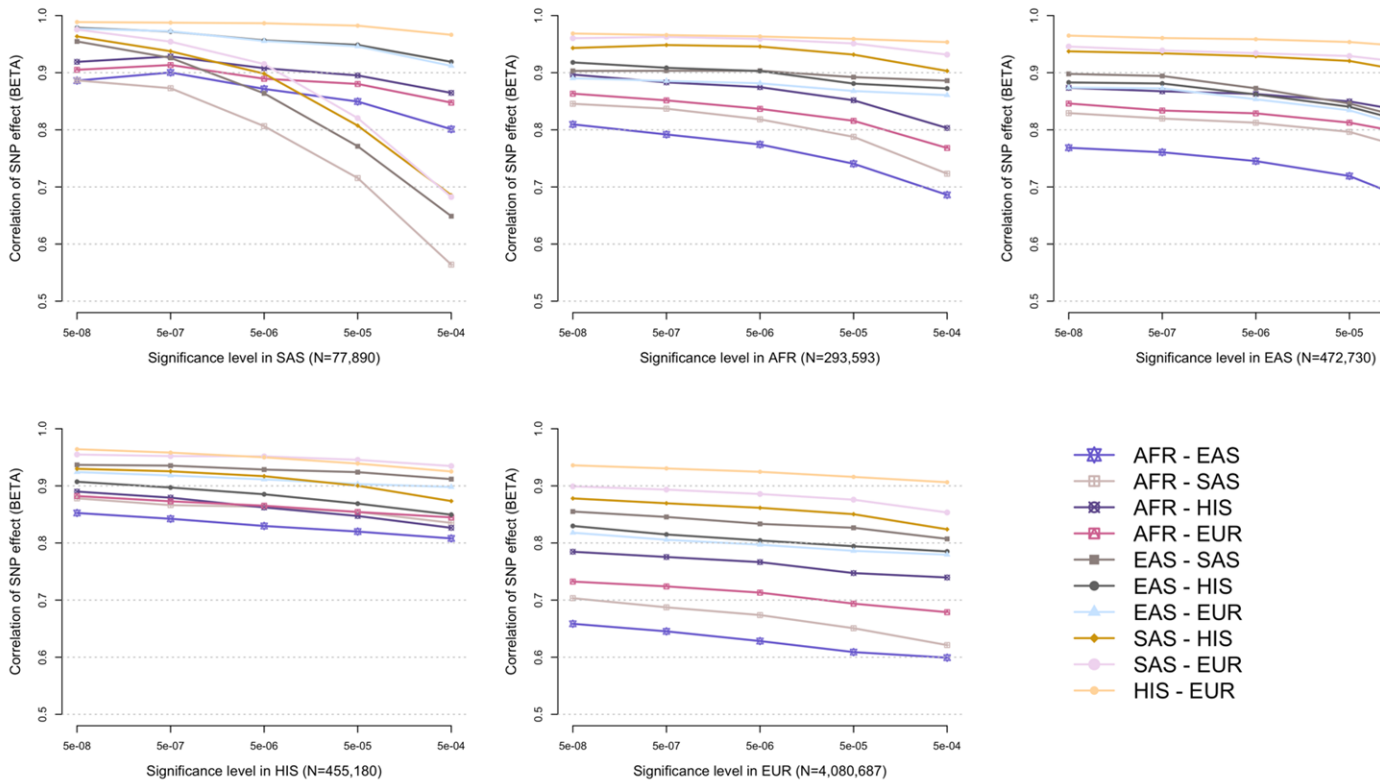 Correlation of SNP effect (BETA)
1.0
0.9
0.8
0.7
0.6
0.5
5e-08 5e-07 5e-06 5e-05 5e-04
Significance level in SAS (N=77,890)
Correlation of SNP effect (BETA)
1.0
0.9
0.8
0.7
0.6
0.5
5e-08 5e-07 5e-06 5e-05 5e-04
Significance level in AFR (N=293,593)
Correlation of SNP effect (BETA)
1.0
0.9
0.8
0.7
0.6
0.5
5e-08 5e-07 5e-06 5e-05
Significance level in EAS (N=472,730)
Correlation of SNP effect (BETA)
1.0
0.9
0.8
0.7
0.6
0.5
5e-08 5e-07 5e-06 5e-05 5e-04
Significance level in HIS (N=455,180)
Correlation of SNP effect (BETA)
1.0
0.9
0.8
0.7
0.6
0.5
5e-08 5e-07 5e-06 5e-05 5e-04
Significance level in EUR (N=4,080,687)
AFR - EAS
AFR - SAS
AFR - HIS
AFR - EUR
EAS - SAS
EAS - HIS
EAS - EUR
SAS - HIS
SAS - EUR
HIS - EUR